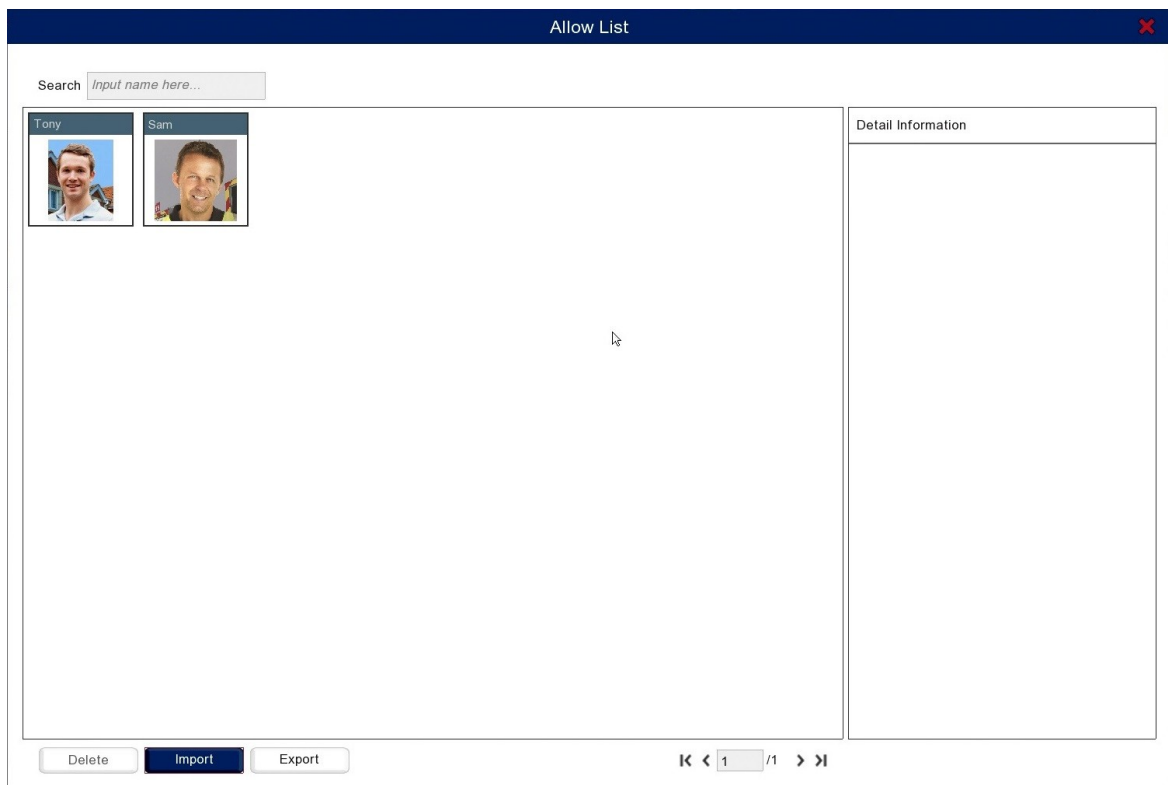 Allow List
Search Input name here...
Tony Sam
Detail Information
Delete Import Export 1 /1